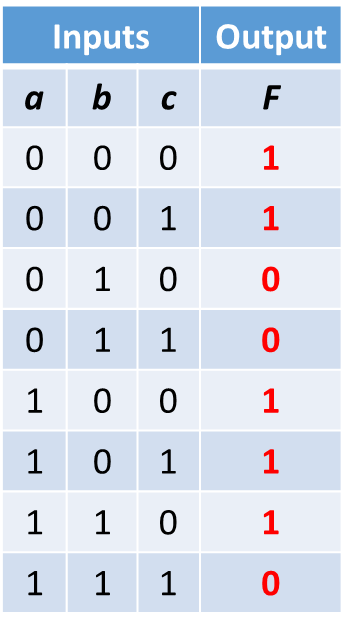 Inputs Output
a b c F
0 0 0 1
0 0 1 1
0 1 0 0
0 1 1 0
1 0 0 1
1 0 1 1
1 1 0 1
1 1 1 0